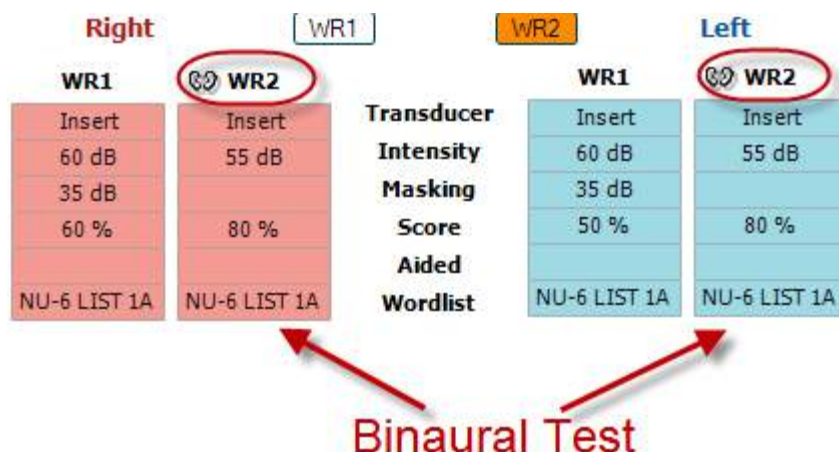 Right WR1 WR2 Left
WR1 WR2 WR1 WR2
Insert Insert Transducer Insert Insert
60 dB 55 dB Intensity 60 dB 55 dB
35 dB Masking 35 dB
60 % 80 % Score 50 % 80 %
Aided
NU-6 LIST 1A NU-6 LIST 1A Wordlist NU-6 LIST 1A NU-6 LIST 1A
Binaural Test